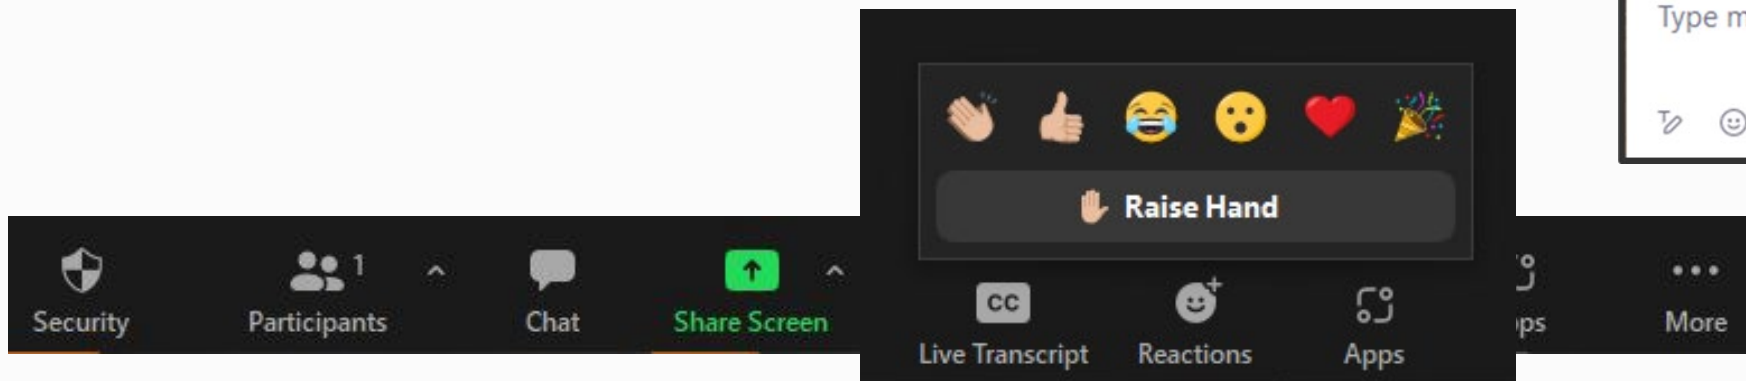 Type m
Raise Hand
1
Security
Participants
Chat
Share Screen
CC
Live Transcript
Reactions
Apps
ps
More